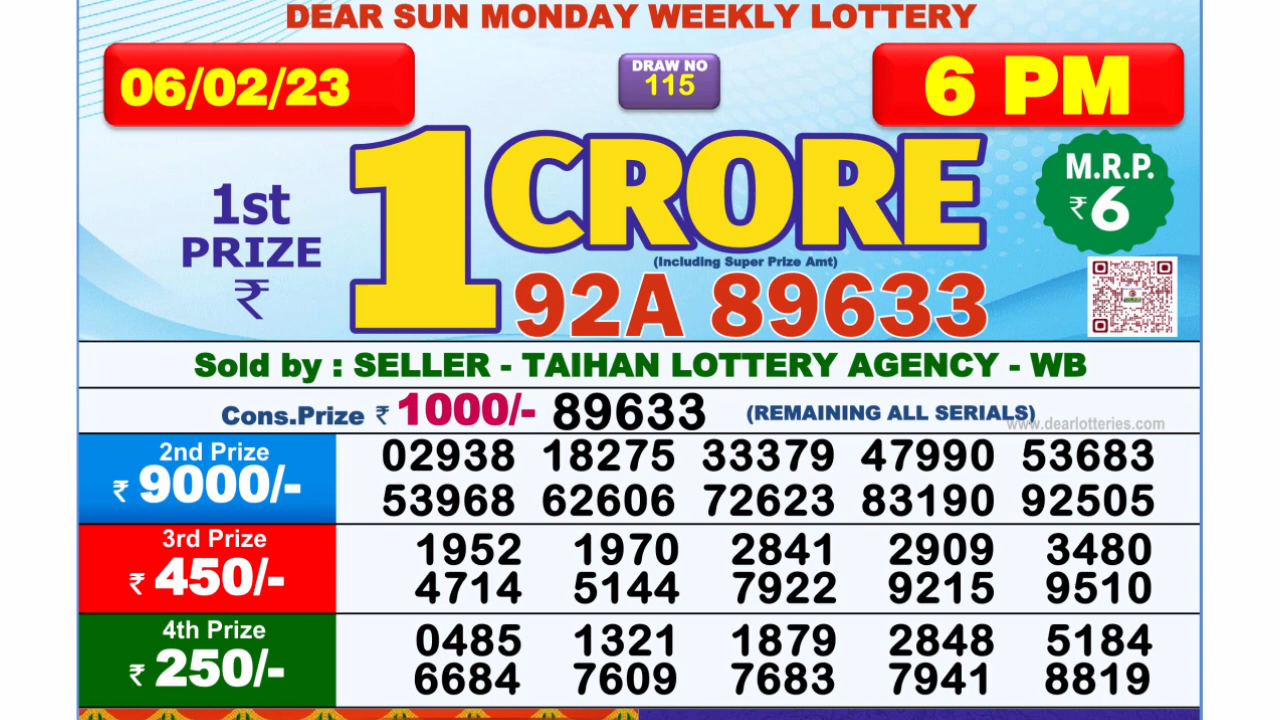 DEAR SUN MONDAY WEEKLY LOTTERY
06/02/23
DRAW NO
115
6 PM
1st
PRIZE
₹
1 CRORE
(Including Super Prize Amt)
92A 89633
M.R.P.
₹6
Sold by : SELLER - TAIHAN LOTTERY AGENCY - WB
Cons.Prize ₹ 1000/- 89633 (REMAINING ALL SERIALS)
www.dearlotteries.com
2nd Prize
₹ 9000/-
02938 18275 33379 47990 53683
53968 62606 72623 83190 92505
3rd Prize
₹ 450/-
1952 1970 2841 2909 3480
4714 5144 7922 9215 9510
4th Prize
₹ 250/-
0485 1321 1879 2848 5184
6684 7609 7683 7941 8819